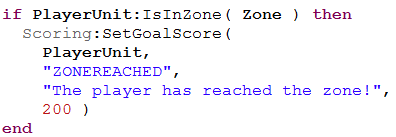 if PlayerUnit:IsInZone( Zone ) then
  Scoring:SetGoalScore(
    PlayerUnit,
    "ZONEREACHED",
    "The player has reached the zone!",
    200 )
end